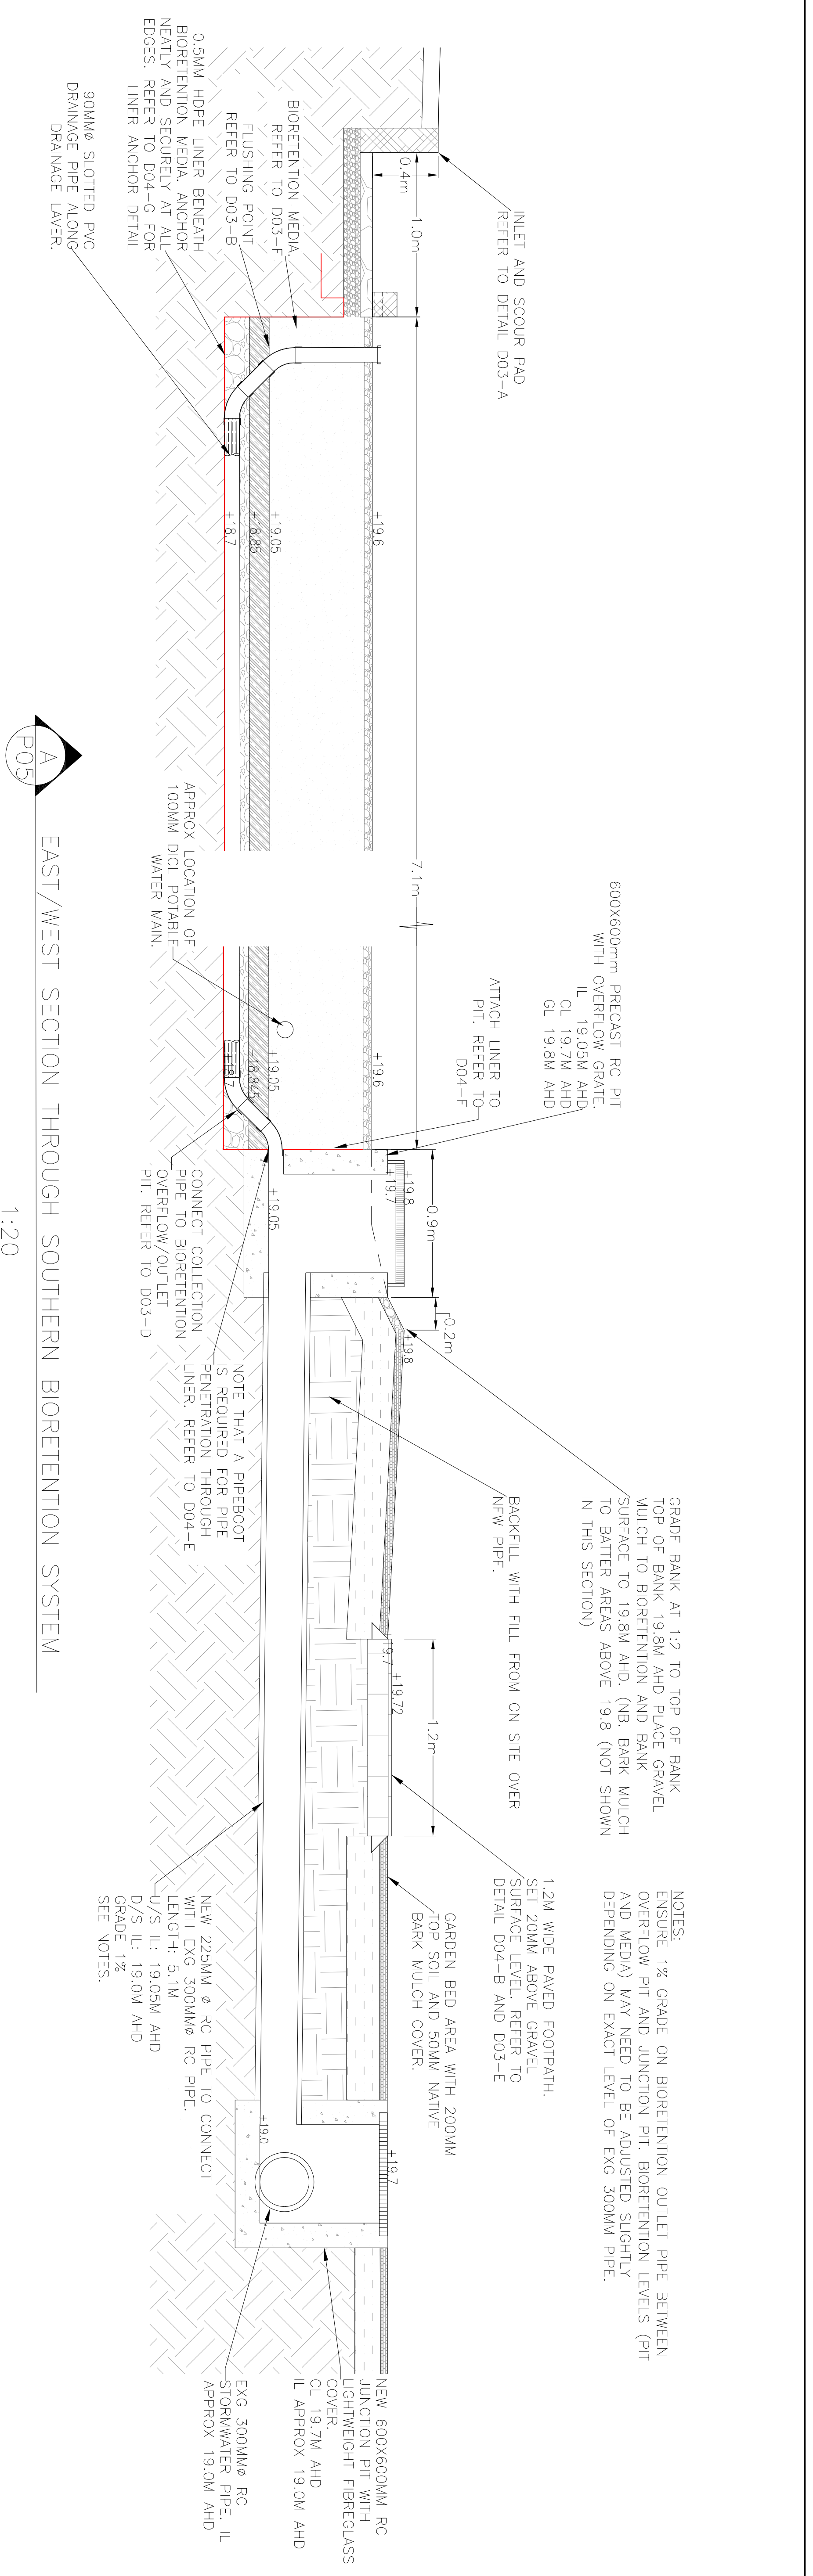 INLET AND SCOUR PAD
REFER TO DETAIL D03-A
0.4m
1.0m
BIORETENTION MEDIA.
REFER TO D03-F
FLUSHING POINT
REFER TO D03-B
0.5MM HDPE LINER BENEATH
BIORETENTION MEDIA. ANCHOR
NEATLY AND SECURELY AT ALL
EDGES. REFER TO D04-G FOR
LINER ANCHOR DETAIL
90MMØ SLOTTED PVC
DRAINAGE PIPE ALONG
DRAINAGE LAVER.
+19.6
+19.05
+18.85
+18.7
7.1m
APPROX LOCATION OF
100MM DICL POTABLE
WATER MAIN.
600X600mm PRECAST RC PIT
WITH OVERFLOW GRATE.
IL 19.05M AHD
CL 19.7M AHD
GL 19.8M AHD
ATTACH LINER TO
PIT. REFER TO
D04-F
+19.6
+19.05
+18.845
+18.7
0.9m
+19.8
+19.7
+19.05
CONNECT COLLECTION
PIPE TO BIORETENTION
OVERFLOW/OUTLET
PIT. REFER TO D03-D
0.2m
+19.8
NOTE THAT A PIPEBOOT
IS REQUIRED FOR PIPE
PENETRATION THROUGH
LINER. REFER TO D04-E
GRADE BANK AT 1:2 TO TOP OF BANK
TOP OF BANK 19.8M AHD PLACE GRAVEL
MULCH TO BIORETENTION AND BANK
SURFACE TO 19.8M AHD. (NB. BARK MULCH
TO BATTER AREAS ABOVE 19.8 (NOT SHOWN
IN THIS SECTION)
BACKFILL WITH FILL FROM ON SITE OVER
NEW PIPE.
1.2m
+19.72
+19.7
1.2M WIDE PAVED FOOTPATH.
SET 20MM ABOVE GRAVEL
SURFACE LEVEL. REFER TO
DETAIL D04-B AND D03-E
GARDEN BED AREA WITH 200MM
TOP SOIL AND 50MM NATIVE
BARK MULCH COVER.
NEW 225MM Ø RC PIPE TO CONNECT
WITH EXG 300MMØ RC PIPE.
LENGTH: 5.1M
U/S IL: 19.05M AHD
D/S IL: 19.0M AHD
GRADE 1%
SEE NOTES.
NOTES:
ENSURE 1% GRADE ON BIORETENTION OUTLET PIPE BETWEEN
OVERFLOW PIT AND JUNCTION PIT. BIORETENTION LEVELS (PIT
AND MEDIA) MAY NEED TO BE ADJUSTED SLIGHTLY
DEPENDING ON EXACT LEVEL OF EXG 300MM PIPE.
+19.7
+19.0
NEW 600X600MM RC
JUNCTION PIT WITH
LIGHTWEIGHT FIBREGLASS
COVER.
CL 19.7M AHD
IL APPROX 19.0M AHD
EXG 300MMØ RC
STORMWATER PIPE. IL
APPROX 19.0M AHD
A
P05
EAST/WEST SECTION THROUGH SOUTHERN BIORETENTION SYSTEM
1:20